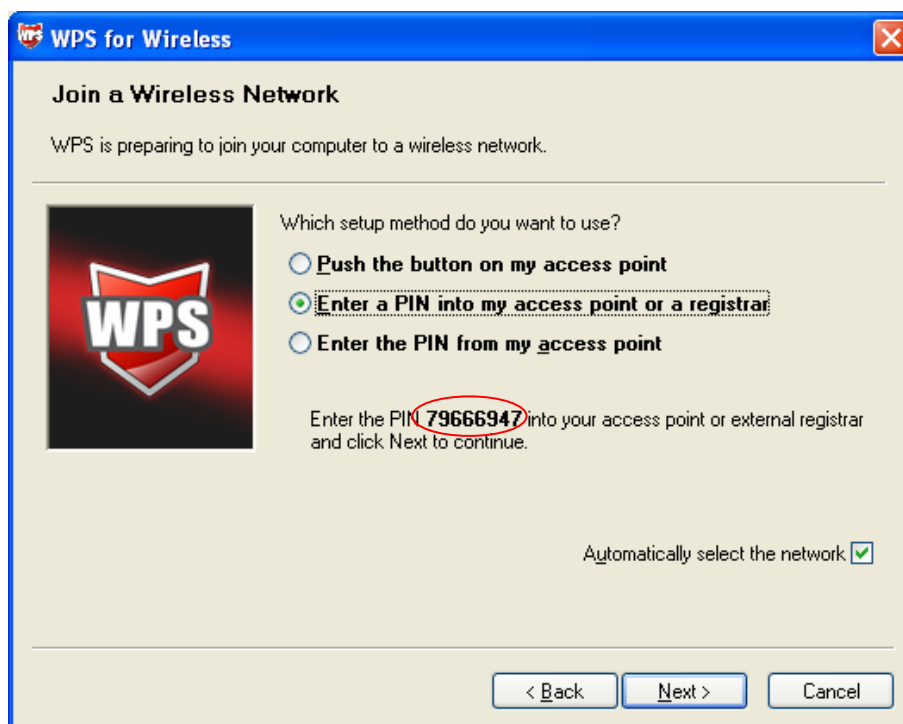 WPS for Wireless
Join a Wireless Network
WPS is preparing to join your computer to a wireless network.
Which setup method do you want to use?
Push the button on my access point
Enter a PIN into my access point or a registrar
Enter the PIN from my access point
WPS
Enter the PIN 79666947 into your access point or external registrar
and click Next to continue.
Automatically select the network
< Back
Next >
Cancel